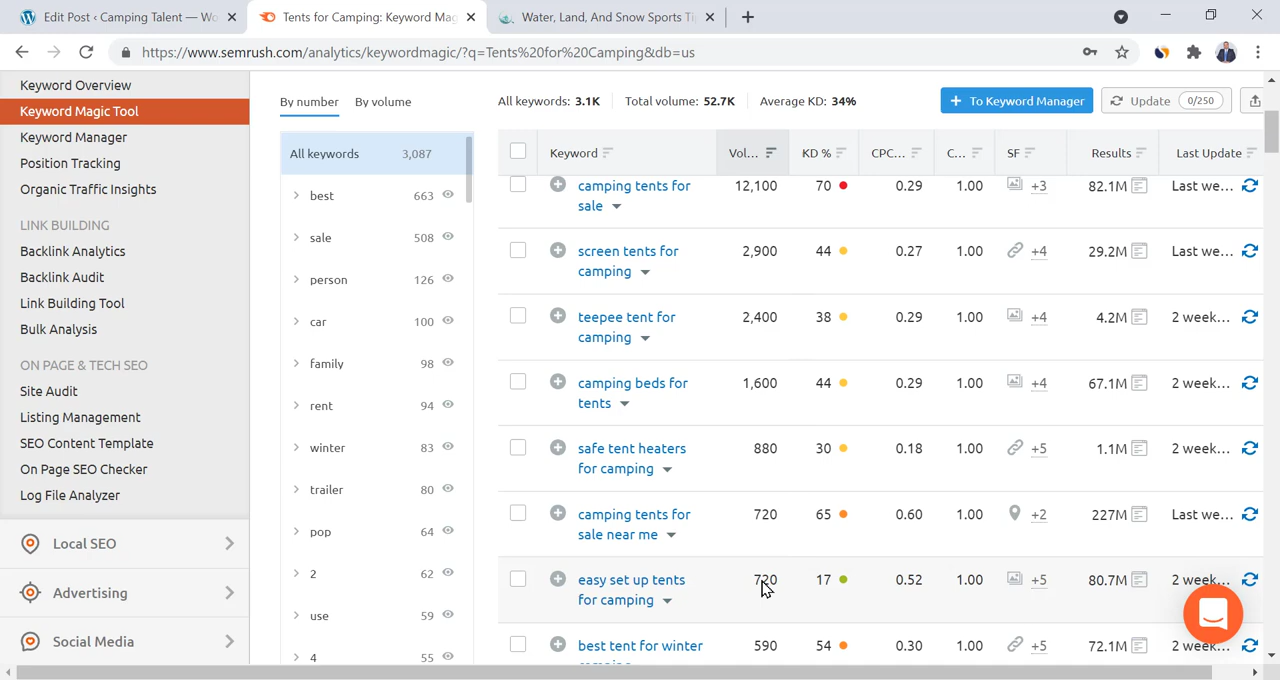 Edit Post ‹ Camping Talent — Wo
Tents for Camping: Keyword Mag
Water, Land, And Snow Sports Ti
https://www.semrush.com/analytics/keywordmagic/?q=Tents%20for%20Camping&db=us
Keyword Overview
Keyword Magic Tool
Keyword Manager
Position Tracking
Organic Traffic Insights
LINK BUILDING
Backlink Analytics
Backlink Audit
Link Building Tool
Bulk Analysis
ON PAGE & TECH SEO
Site Audit
Listing Management
SEO Content Template
On Page SEO Checker
Log File Analyzer
Local SEO
Advertising
Social Media
By number By volume
All keywords 3,087
best 663
sale 508
person 126
car 100
family 98
rent 94
winter 83
trailer 80
pop 64
2 62
use 59
4 55
All keywords: 3.1K Total volume: 52.7K Average KD: 34%
+ To Keyword Manager
Update 0/250
Keyword Vol... KD % CPC... C... SF Results Last Update
camping tents for sale 12,100 70 0.29 1.00 +3 82.1M Last we...
screen tents for camping 2,900 44 0.27 1.00 +4 29.2M Last we...
teepee tent for camping 2,400 38 0.29 1.00 +4 4.2M 2 week...
camping beds for tents 1,600 44 0.29 1.00 +4 67.1M 2 week...
safe tent heaters for camping 880 30 0.18 1.00 +5 1.1M 2 week...
camping tents for sale near me 720 65 0.60 1.00 +2 227M Last we...
easy set up tents for camping 720 17 0.52 1.00 +5 80.7M 2 week...
best tent for winter 590 54 0.30 1.00 +5 72.1M 2 week...